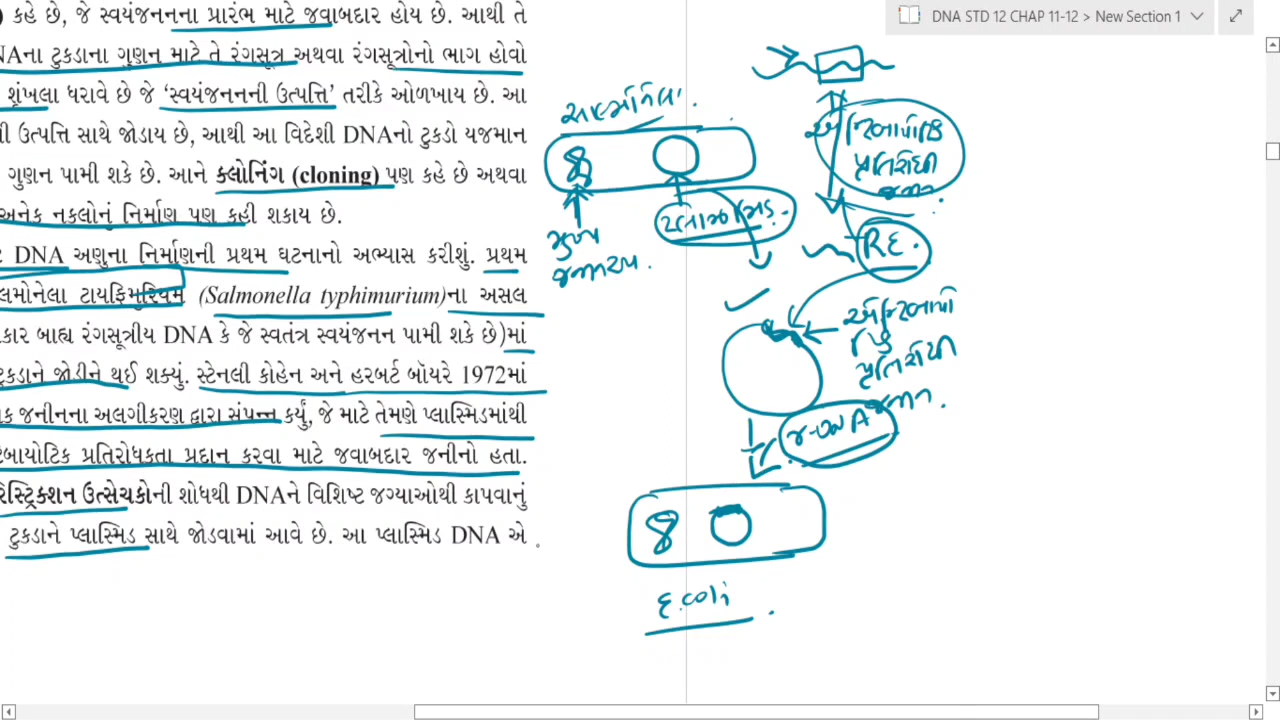 DNA STD 12 CHAP 11-12 > New Section 1
કહે છે, જે સ્વયંજનનના પ્રારંભ માટે જવાબદાર હોય છે. આથી તે
NAના ટુકડાના ગુણન માટે તે રંગસૂત્ર અથવા રંગસૂત્રોનો ભાગ હોવો
શૃંખલા ધરાવે છે જે ‘સ્વયંજનનની ઉત્પત્તિ’ તરીકે ઓળખાય છે. આ
ઉત્પત્તિ સાથે જોડાય છે, આથી આ વિદેશી DNAનો ટુકડો યજમાન
ગુણન પામી શકે છે. આને ક્લોનિંગ (cloning) પણ કહે છે અથવા
અનેક નકલોનું નિર્માણ પણ કહી શકાય છે.
DNA અણુના નિર્માણની પ્રથમ ઘટનાનો અભ્યાસ કરીશું. પ્રથમ
લમોનેલા ટાયફિમુરિયમ (Salmonella typhimurium)ના અસલ
કાર બાહ્ય રંગસૂત્રીય DNA કે જે સ્વતંત્ર સ્વયંજનન પામી શકે છે)માં
ટુકડાને જોડીને થઈ શક્યું. સ્ટેનલી કોહેન અને હરબર્ટ બૉયરે 1972માં
ક જનીનના અલગીકરણ દ્વારા સંપન્ન કર્યું, જે માટે તેમણે પ્લાસ્મિડમાંથી
બાયોટિક પ્રતિરોધકતા પ્રદાન કરવા માટે જવાબદાર જનીનો હતા.
રિસ્ટ્રિક્શન ઉત્સેચકોની શોધથી DNAને વિશિષ્ટ જગ્યાઓથી કાપવાનું
ટુકડાને પ્લાસ્મિડ સાથે જોડવામાં આવે છે. આ પ્લાસ્મિડ DNA એ
પ્લાઝમિડ
મુખ્ય
RE.
પ્રતિરોધી
જનીન
r-DNA
E.coli